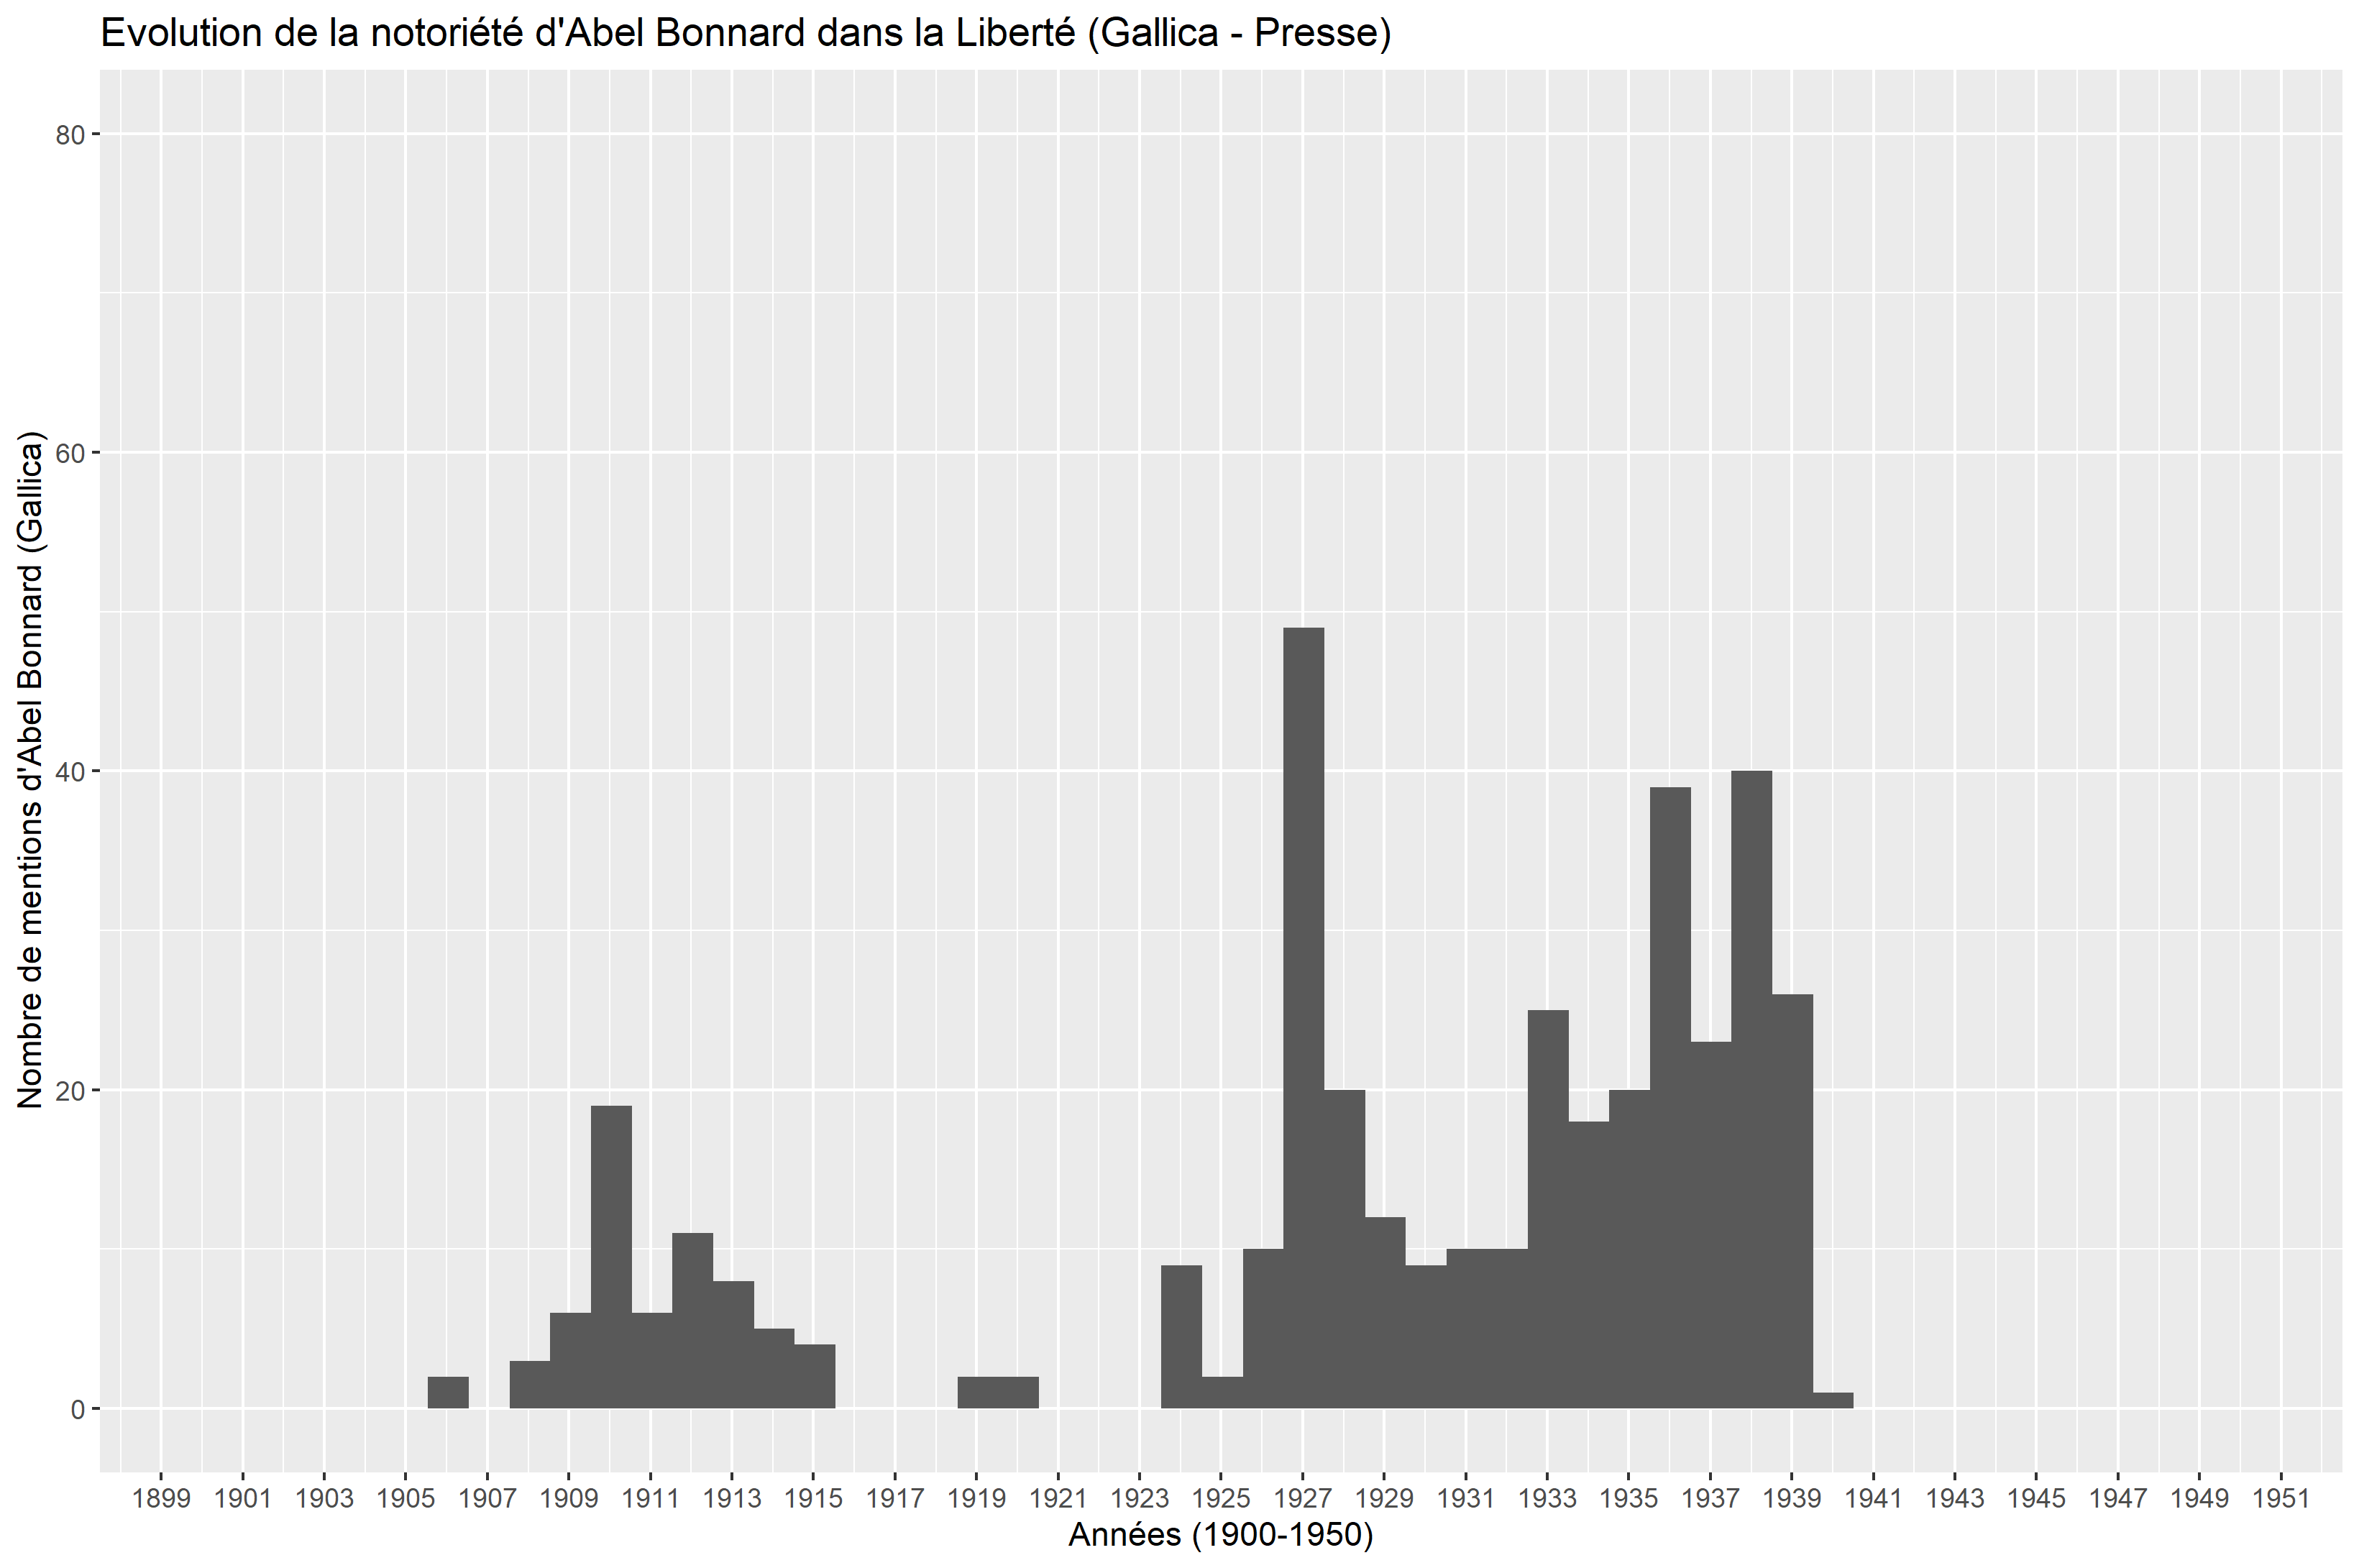 Evolution de la notoriété d'Abel Bonnard dans la Liberté (Gallica - Presse)
Nombre de mentions d'Abel Bonnard (Gallica)
80
60
40
20
0
1899 1901 1903 1905 1907 1909 1911 1913 1915 1917 1919 1921 1923 1925 1927 1929 1931 1933 1935 1937 1939 1941 1943 1945 1947 1949 1951
Années (1900-1950)